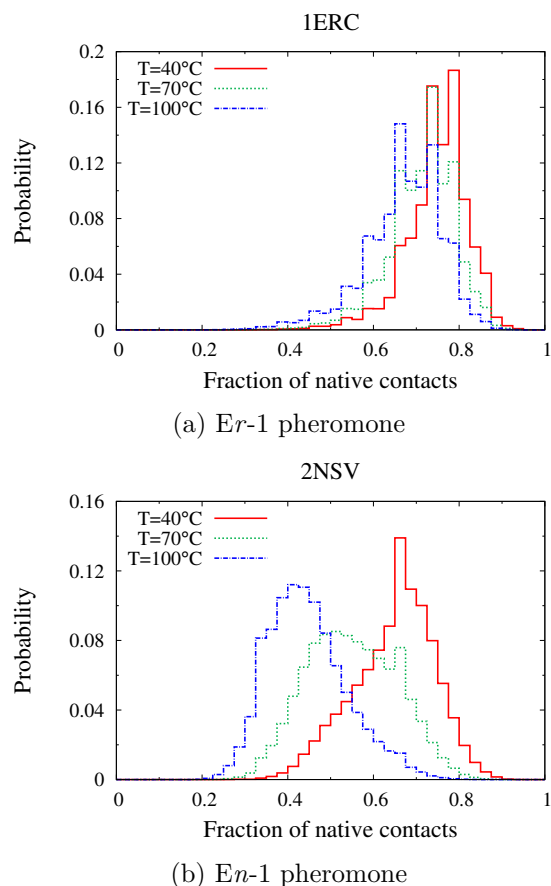 1ERC
Probability
0.2
0.16
0.12
0.08
0.04
0
T=40°C
T=70°C
T=100°C
0 0.2 0.4 0.6 0.8 1
Fraction of native contacts
(a) Er-1 pheromone
2NSV
Probability
0.16
0.12
0.08
0.04
0
T=40°C
T=70°C
T=100°C
0 0.2 0.4 0.6 0.8 1
Fraction of native contacts
(b) En-1 pheromone